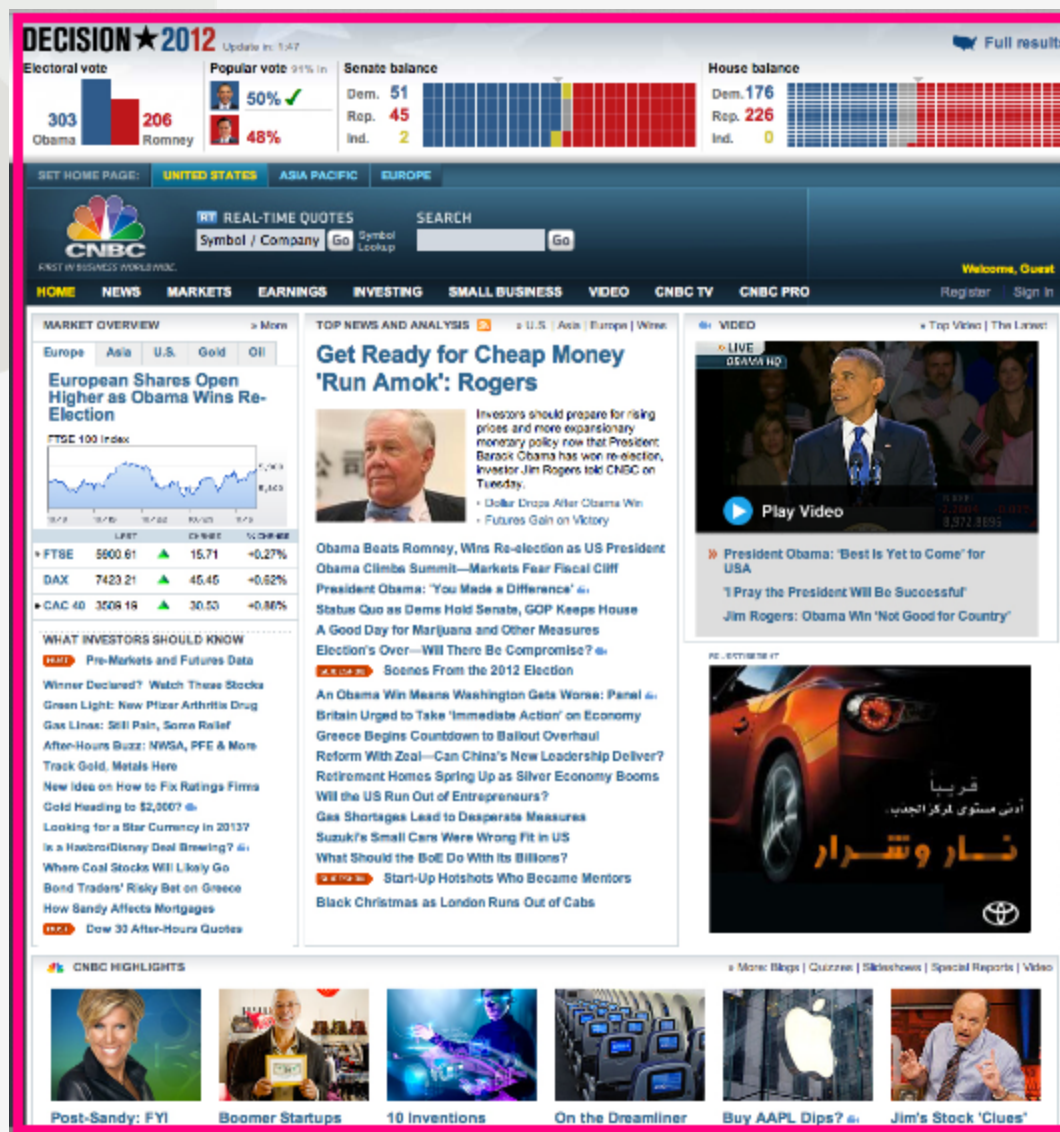 DECISION★2012 Update in: 1:47
Full results
Electoral vote
303
Obama
206
Romney
Popular vote 91% in
50%
48%
Senate balance
Dem. 51
Rep. 45
Ind. 2
House balance
Dem. 176
Rep. 226
Ind. 0
SET HOME PAGE: UNITED STATES ASIA PACIFIC EUROPE
CNBC
FIRST IN BUSINESS WORLDWIDE.
RT REAL-TIME QUOTES
Symbol / Company Go Symbol Lookup
SEARCH
Go
Welcome, Guest
HOME NEWS MARKETS EARNINGS INVESTING SMALL BUSINESS VIDEO CNBC TV CNBC PRO
Register Sign In
MARKET OVERVIEW » More
Europe Asia U.S. Gold Oil
European Shares Open
Higher as Obama Wins Re-
Election
FTSE 100 Index
LAST CHANGE % CHANGE
FTSE 5900.61 15.71 +0.27%
DAX 7423.21 45.45 +0.62%
CAC 40 3509.19 30.53 +0.88%
WHAT INVESTORS SHOULD KNOW
Pre-Markets and Futures Data
Winner Declared? Watch These Stocks
Green Light: New Pfizer Arthritis Drug
Gas Lines: Still Pain, Some Relief
After-Hours Buzz: NWSA, PFE & More
Track Gold, Metals Here
New Idea on How to Fix Ratings Firms
Gold Heading to $2,000?
Looking for a Star Currency in 2013?
Is a Hasbro/Disney Deal Brewing?
Where Coal Stocks Will Likely Go
Bond Traders' Risky Bet on Greece
How Sandy Affects Mortgages
Dow 30 After-Hours Quotes
TOP NEWS AND ANALYSIS » U.S. | Asia | Europe | Wires
Get Ready for Cheap Money
'Run Amok': Rogers
Investors should prepare for rising
prices and more expansionary
monetary policy now that President
Barack Obama has won re-election,
investor Jim Rogers told CNBC on
Tuesday.
Dollar Drops After Obama Win
Futures Gain on Victory
Obama Beats Romney, Wins Re-election as US President
Obama Climbs Summit—Markets Fear Fiscal Cliff
President Obama: 'You Made a Difference'
Status Quo as Dems Hold Senate, GOP Keeps House
A Good Day for Marijuana and Other Measures
Election's Over—Will There Be Compromise?
SLIDESHOW Scenes From the 2012 Election
An Obama Win Means Washington Gets Worse: Panel
Britain Urged to Take 'Immediate Action' on Economy
Greece Begins Countdown to Bailout Overhaul
Reform With Zeal—Can China's New Leadership Deliver?
Retirement Homes Spring Up as Silver Economy Booms
Will the US Run Out of Entrepreneurs?
Gas Shortages Lead to Desperate Measures
Suzuki's Small Cars Were Wrong Fit in US
What Should the BoE Do With Its Billions?
SLIDESHOW Start-Up Hotshots Who Became Mentors
Black Christmas as London Runs Out of Cabs
VIDEO » Top Video | The Latest
LIVE
OBAMA HQ
Play Video
President Obama: 'Best Is Yet to Come' for
USA
'I Pray the President Will Be Successful'
Jim Rogers: Obama Win 'Not Good for Country'
ADVERTISEMENT
قريباً
أدنى مستوى لمركز الجذب.
نار وشرار
CNBC HIGHLIGHTS » More: Blogs | Quizzes | Slideshows | Special Reports | Video
Post-Sandy: FYI
Boomer Startups
10 Inventions
On the Dreamliner
Buy AAPL Dips?
Jim's Stock 'Clues'